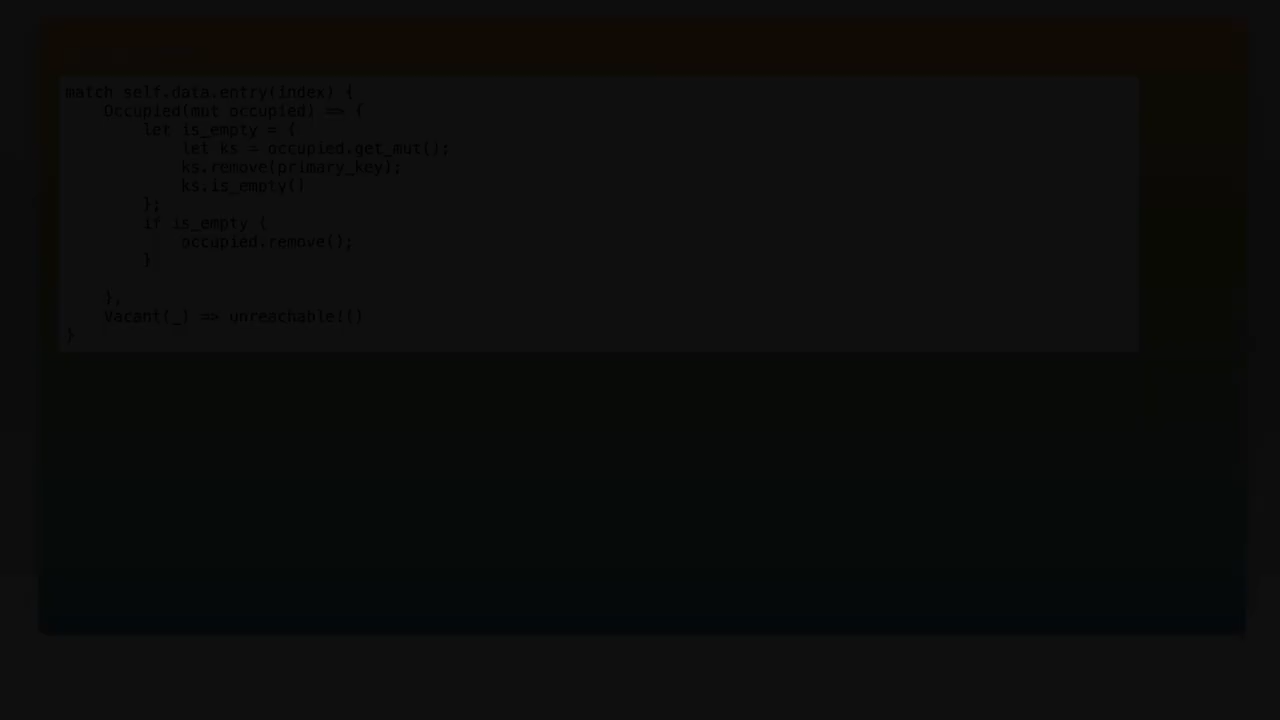 match self.data.entry(index) {
    Occupied(mut occupied) => {
        let is_empty = {
            let ks = occupied.get_mut();
            ks.remove(primary_key);
            ks.is_empty()
        };
        if is_empty {
            occupied.remove();
        }

    },
    Vacant(_) => unreachable!()
}